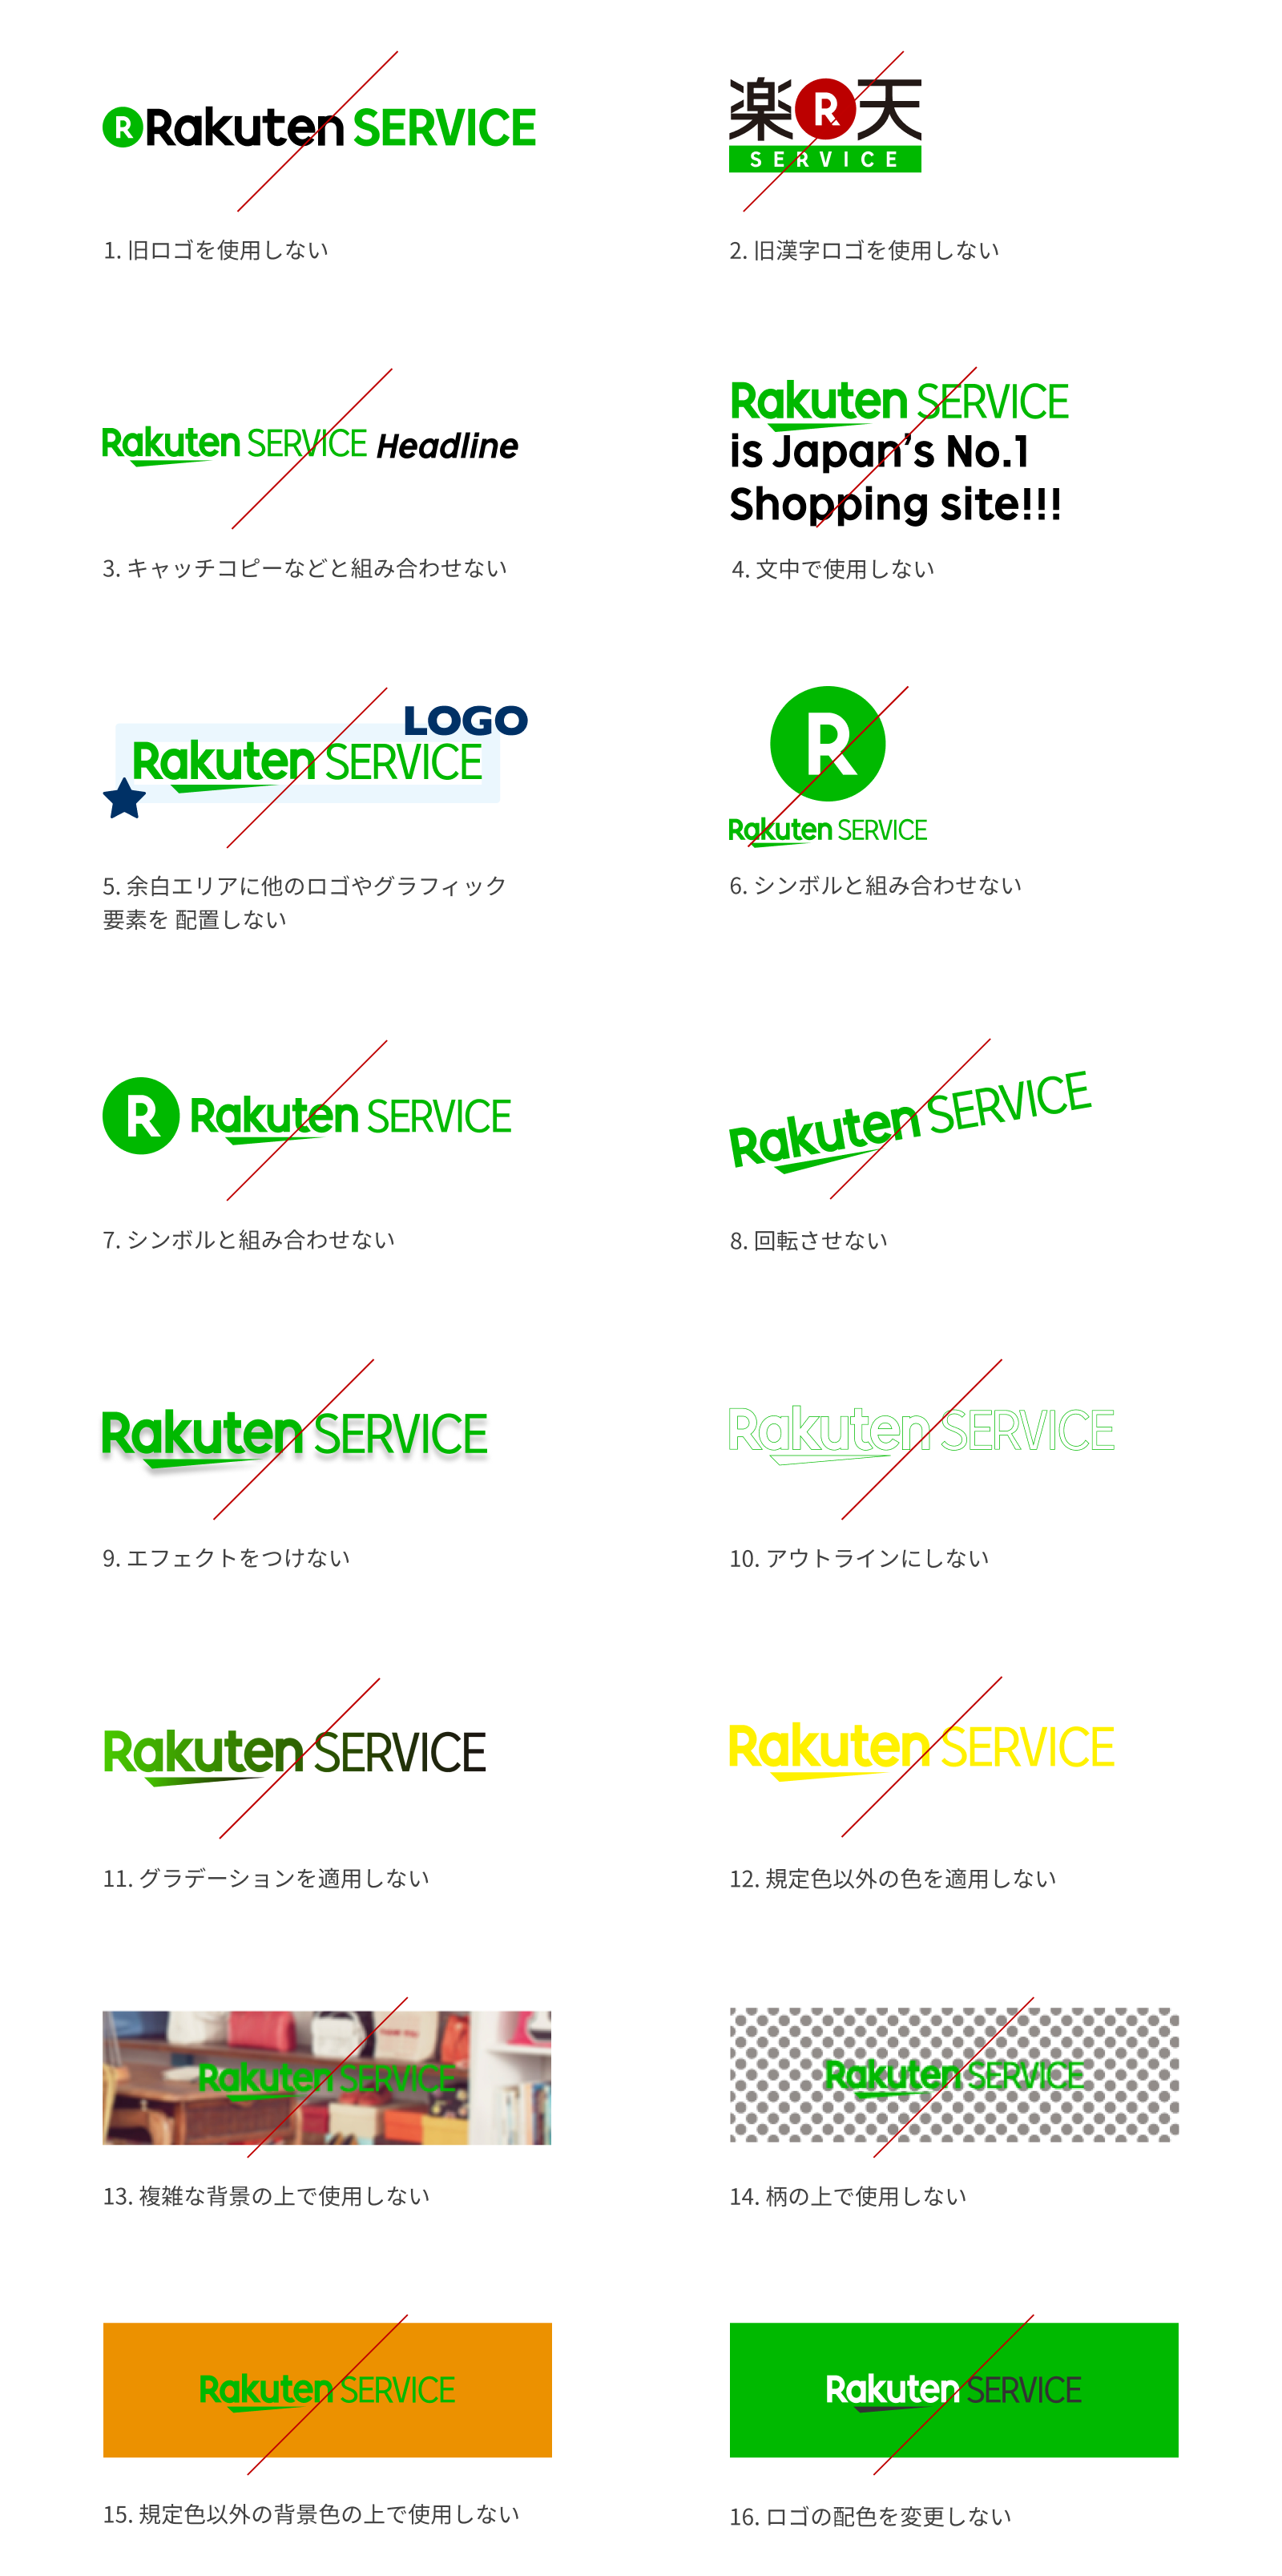 R Rakuten SERVICE
楽R天
SERVICE
1. 旧ロゴを使用しない
2. 旧漢字ロゴを使用しない
Rakuten SERVICE Headline
Rakuten SERVICE
is Japan's No.1
Shopping site!!!
3. キャッチコピーなどと組み合わせない
4. 文中で使用しない
LOGO
Rakuten SERVICE
R
Rakuten SERVICE
5. 余白エリアに他のロゴやグラフィック
要素を 配置しない
6. シンボルと組み合わせない
R Rakuten SERVICE
Rakuten SERVICE
7. シンボルと組み合わせない
8. 回転させない
Rakuten SERVICE
Rakuten SERVICE
9. エフェクトをつけない
10. アウトラインにしない
Rakuten SERVICE
Rakuten SERVICE
11. グラデーションを適用しない
12. 規定色以外の色を適用しない
Rakuten SERVICE
Rakuten SERVICE
13. 複雑な背景の上で使用しない
14. 柄の上で使用しない
Rakuten SERVICE
Rakuten SERVICE
15. 規定色以外の背景色の上で使用しない
16. ロゴの配色を変更しない